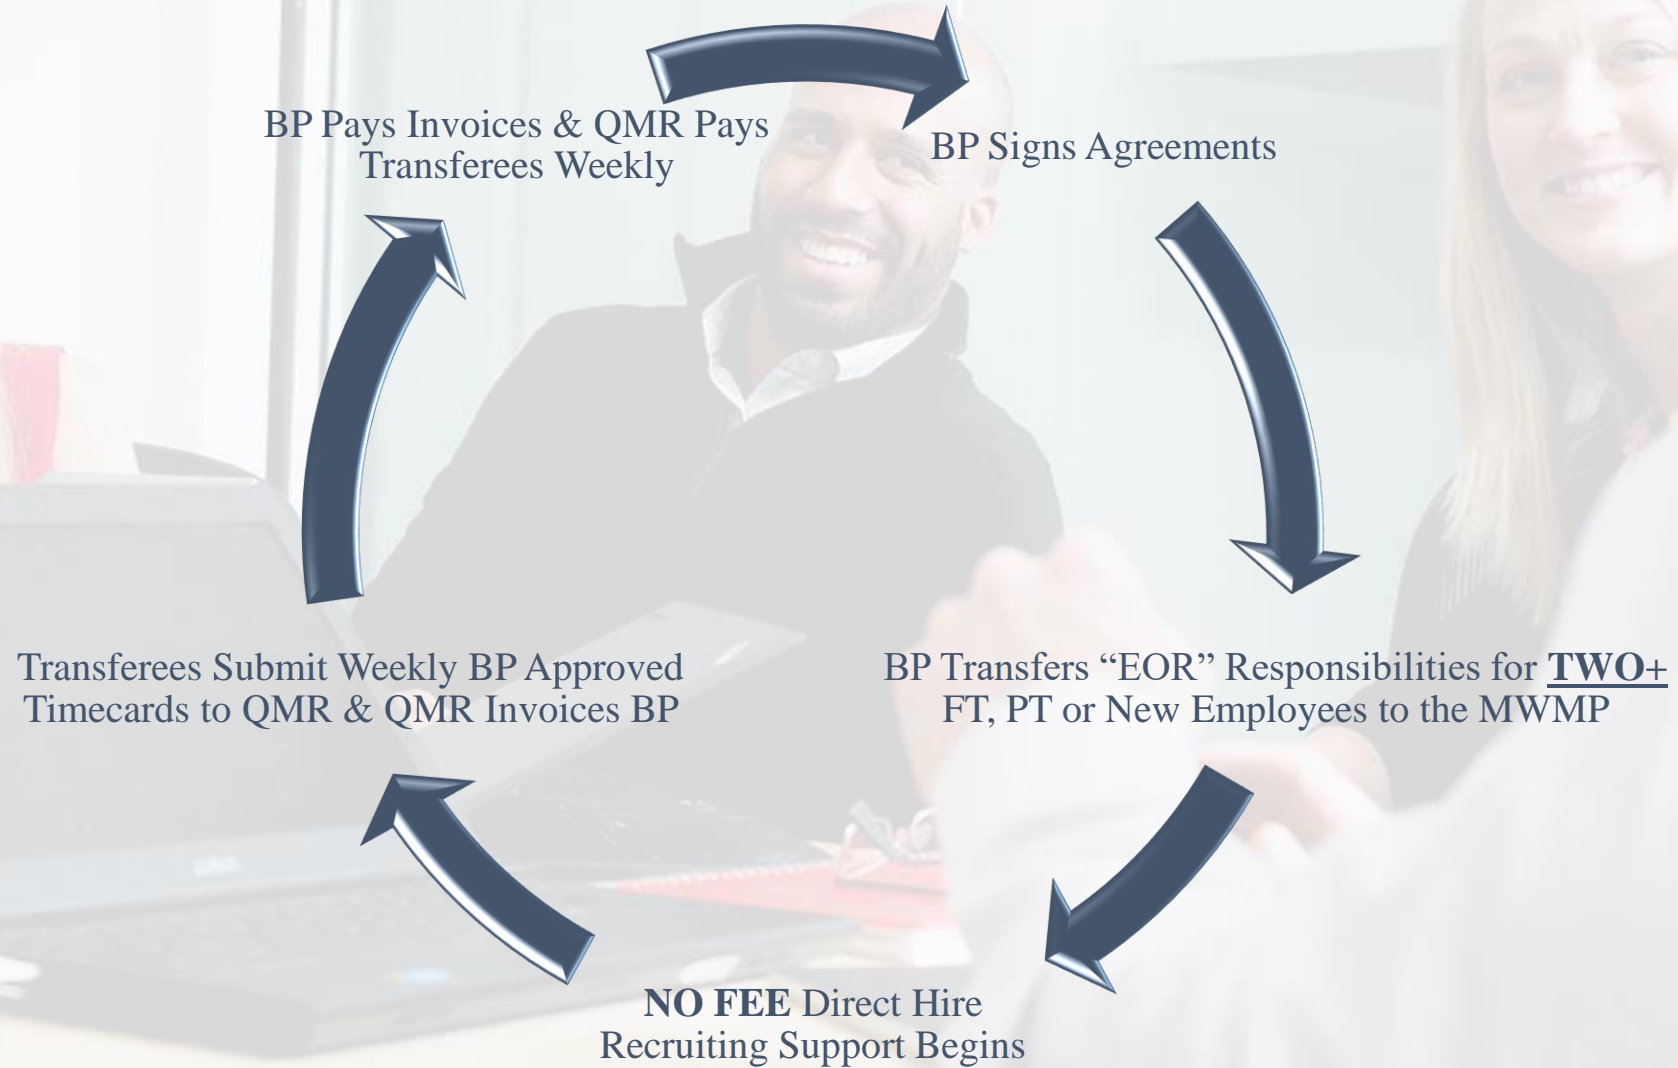 BP Pays Invoices & QMR Pays
Transferees Weekly
BP Signs Agreements
Transferees Submit Weekly BP Approved
Timecards to QMR & QMR Invoices BP
BP Transfers “EOR” Responsibilities for TWO+
FT, PT or New Employees to the MWMP
NO FEE Direct Hire
Recruiting Support Begins